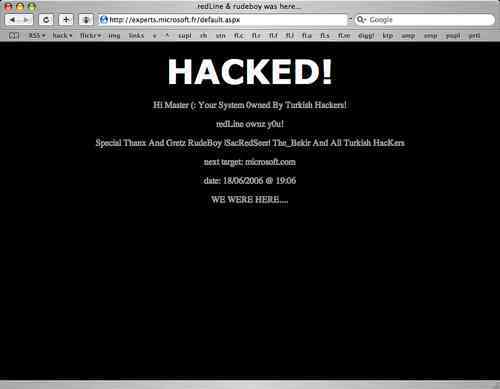 redLine & rudeboy was here...
http://experts.microsoft.fr/default.aspx
Google
RSS hack flickr img links v ^ supl rh stn fl.c fl.r fl.f fl.i fl.u fl.s fl.m digg! ktp amp omp pupl prtl
HACKED!
Hi Master (: Your System 0wned By Turkish Hackers!
redLine ownz y0u!
Special Thanx And Gretz RudeBoy |SacRedSeer| The_Bekir And All Turkish HacKers
next target: microsoft.com
date: 18/06/2006 @ 19:06
WE WERE HERE....